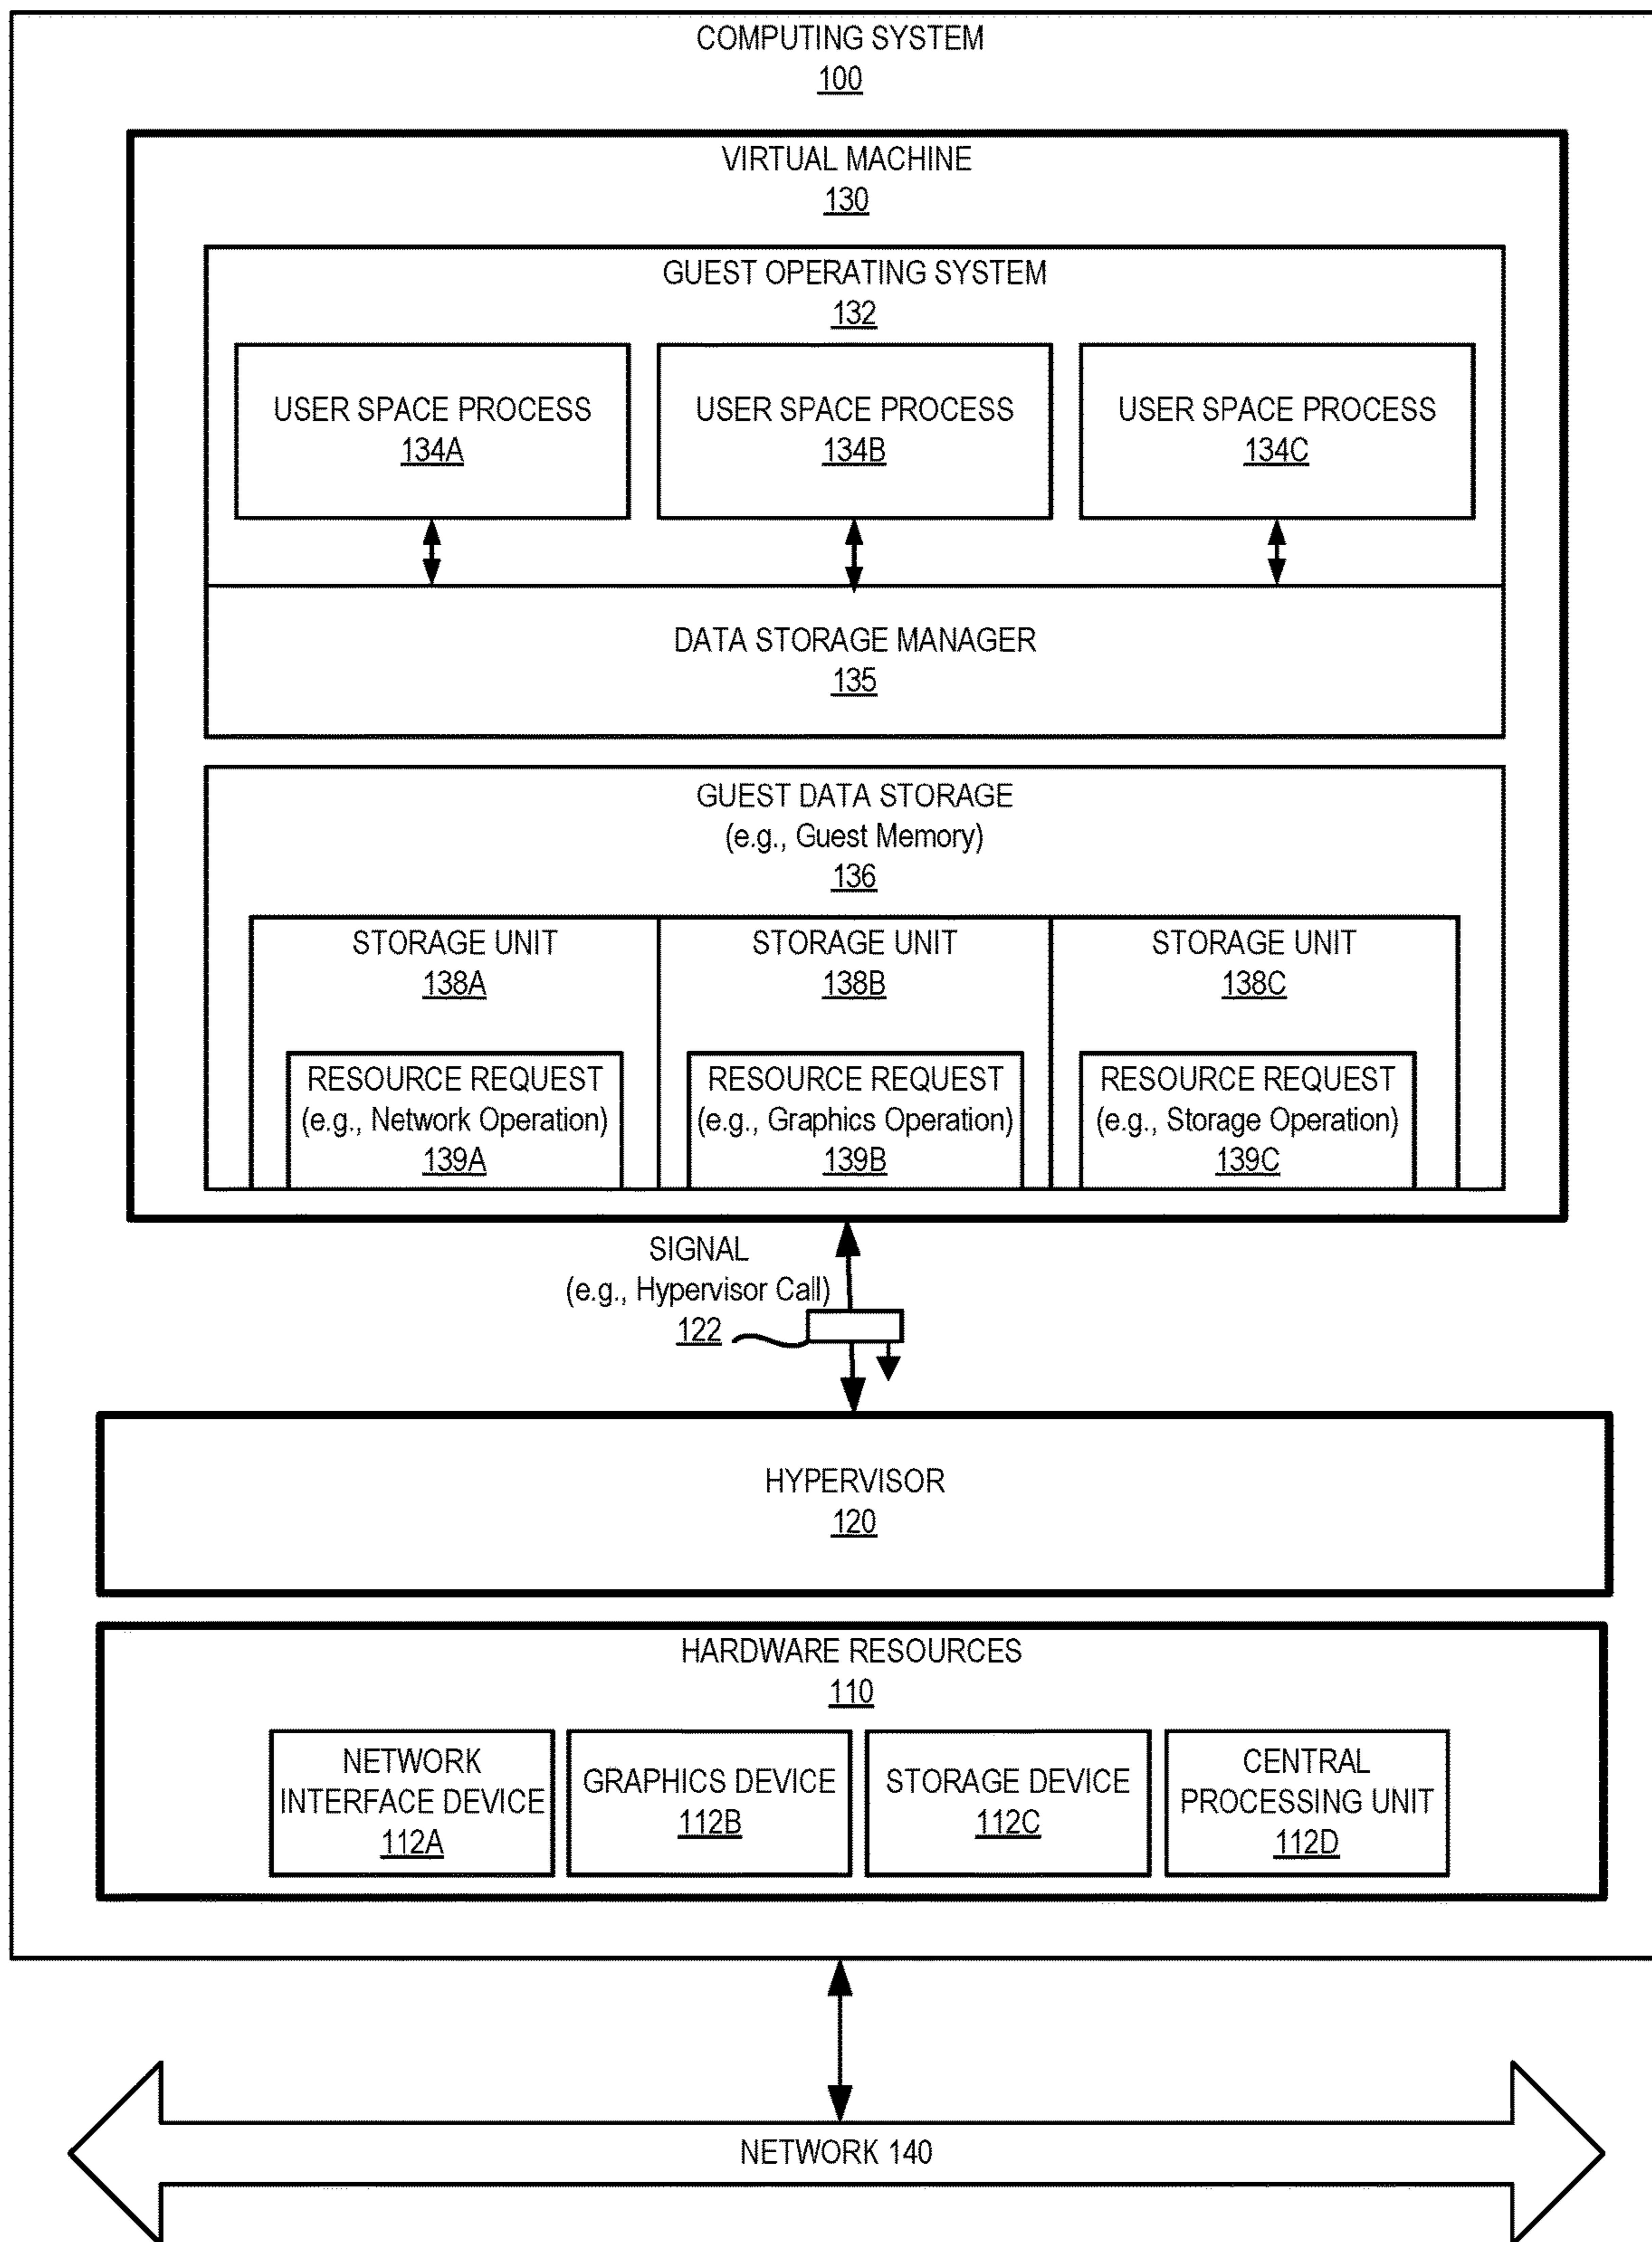 COMPUTING SYSTEM
100
VIRTUAL MACHINE
130
GUEST OPERATING SYSTEM
132
USER SPACE PROCESS
134A
USER SPACE PROCESS
134B
USER SPACE PROCESS
134C
DATA STORAGE MANAGER
135
GUEST DATA STORAGE
(e.g., Guest Memory)
136
STORAGE UNIT
138A
STORAGE UNIT
138B
STORAGE UNIT
138C
RESOURCE REQUEST
(e.g., Network Operation)
139A
RESOURCE REQUEST
(e.g., Graphics Operation)
139B
RESOURCE REQUEST
(e.g., Storage Operation)
139C
SIGNAL
(e.g., Hypervisor Call)
122
HYPERVISOR
120
HARDWARE RESOURCES
110
NETWORK
INTERFACE DEVICE
112A
GRAPHICS DEVICE
112B
STORAGE DEVICE
112C
CENTRAL
PROCESSING UNIT
112D
NETWORK 140